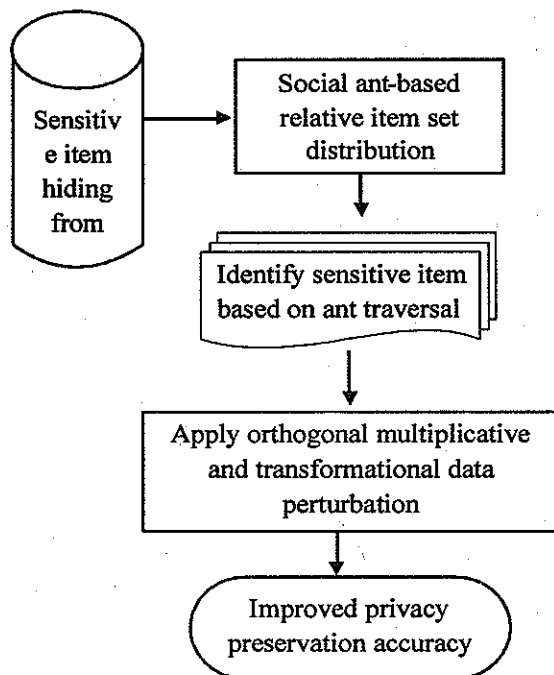 Sensitiv
e item
hiding
from
Social ant-based
relative item set
distribution
Identify sensitive item
based on ant traversal
Apply orthogonal multiplicative
and transformational data
perturbation
Improved privacy
preservation accuracy